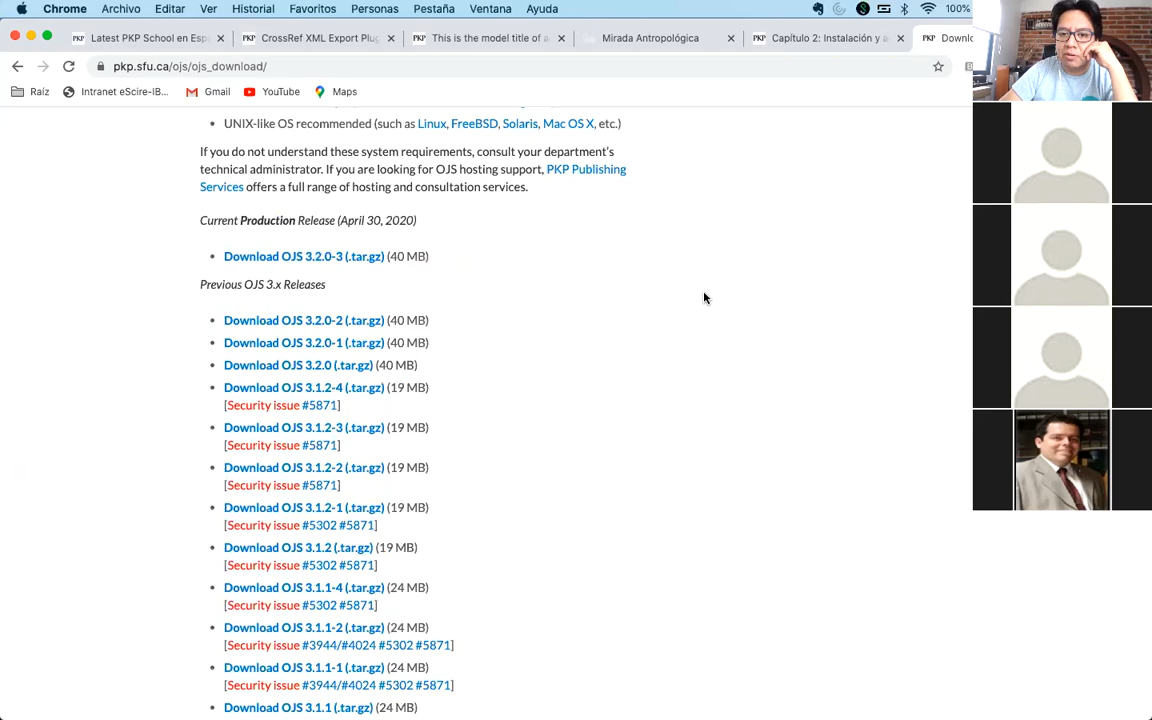 Chrome Archivo Editar Ver Historial Favoritos Personas Pestaña Ventana Ayuda 100%
PKP Latest PKP School en Esp × PKP CrossRef XML Export Plug × PKP This is the model title of a × Mirada Antropológica × PKP Capítulo 2: Instalación y a × PKP Downlo
pkp.sfu.ca/ojs/ojs_download/
Raíz Intranet eScire-IB... Gmail YouTube Maps
UNIX-like OS recommended (such as Linux, FreeBSD, Solaris, Mac OS X, etc.)
If you do not understand these system requirements, consult your department's
technical administrator. If you are looking for OJS hosting support, PKP Publishing
Services offers a full range of hosting and consultation services.
Current Production Release (April 30, 2020)
Download OJS 3.2.0-3 (.tar.gz) (40 MB)
Previous OJS 3.x Releases
Download OJS 3.2.0-2 (.tar.gz) (40 MB)
Download OJS 3.2.0-1 (.tar.gz) (40 MB)
Download OJS 3.2.0 (.tar.gz) (40 MB)
Download OJS 3.1.2-4 (.tar.gz) (19 MB)
[Security issue #5871]
Download OJS 3.1.2-3 (.tar.gz) (19 MB)
[Security issue #5871]
Download OJS 3.1.2-2 (.tar.gz) (19 MB)
[Security issue #5871]
Download OJS 3.1.2-1 (.tar.gz) (19 MB)
[Security issue #5302 #5871]
Download OJS 3.1.2 (.tar.gz) (19 MB)
[Security issue #5302 #5871]
Download OJS 3.1.1-4 (.tar.gz) (24 MB)
[Security issue #5302 #5871]
Download OJS 3.1.1-2 (.tar.gz) (24 MB)
[Security issue #3944/#4024 #5302 #5871]
Download OJS 3.1.1-1 (.tar.gz) (24 MB)
[Security issue #3944/#4024 #5302 #5871]
Download OJS 3.1.1 (.tar.gz) (24 MB)